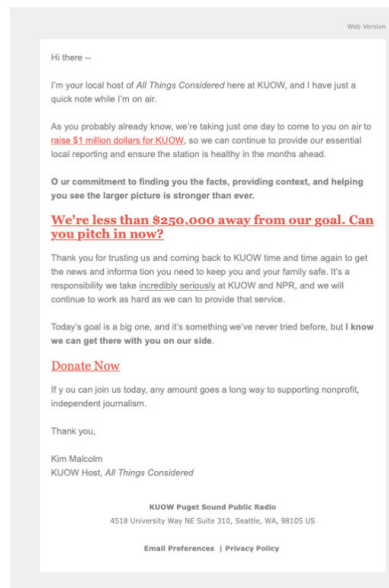 Web Version
Hi there --
I'm your local host of All Things Considered here at KUOW, and I have just a
quick note while I'm on air.
As you probably already know, we're taking just one day to come to you on air to
raise $1 million dollars for KUOW, so we can continue to provide our essential
local reporting and ensure the station is healthy in the months ahead.
O ur commitment to finding you the facts, providing context, and helping
you see the larger picture is stronger than ever.
We're less than $250,000 away from our goal. Can
you pitch in now?
Thank you for trusting us and coming back to KUOW time and time again to get
the news and informa tion you need to keep you and your family safe. It's a
responsibility we take incredibly seriously at KUOW and NPR, and we will
continue to work as hard as we can to provide that service.
Today's goal is a big one, and it's something we've never tried before, but I know
we can get there with you on our side.
Donate Now
If y ou can join us today, any amount goes a long way to supporting nonprofit,
independent journalism.
Thank you,
Kim Malcolm
KUOW Host, All Things Considered
KUOW Puget Sound Public Radio
4518 University Way NE Suite 310, Seattle, WA, 98105 US
Email Preferences | Privacy Policy